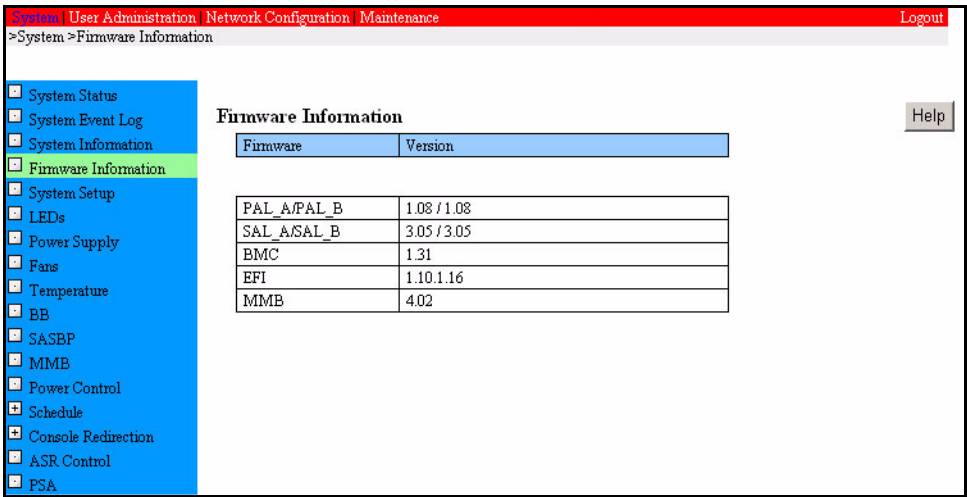 System | User Administration | Network Configuration | Maintenance Logout
>System >Firmware Information
System Status
System Event Log
System Information
Firmware Information
System Setup
LEDs
Power Supply
Fans
Temperature
BB
SASBP
MMB
Power Control
Schedule
Console Redirection
ASR Control
PSA
Firmware Information
Help
Firmware Version
PAL_A/PAL_B 1.08 / 1.08
SAL_A/SAL_B 3.05 / 3.05
BMC 1.31
EFI 1.10.1.16
MMB 4.02